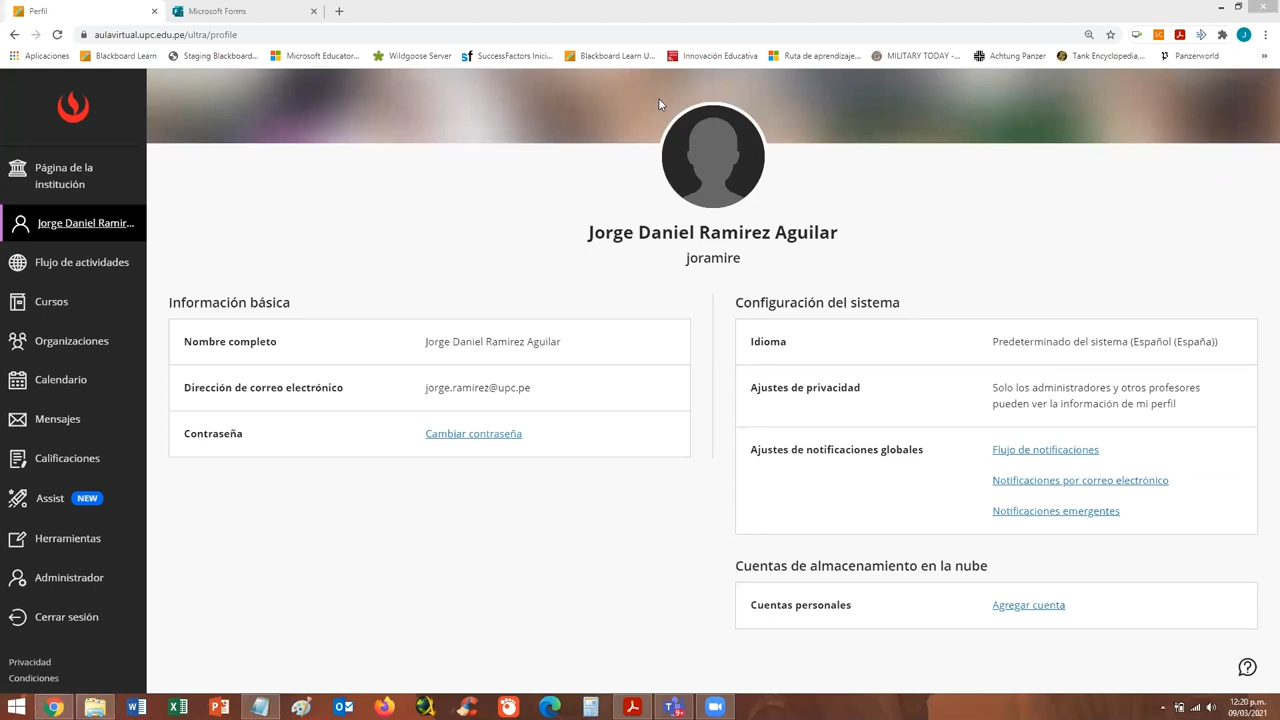 Perfil
Microsoft Forms
aulavirtual.upc.edu.pe/ultra/profile
J
Aplicaciones
Blackboard Learn
Staging Blackboard...
Microsoft Educator...
Wildgoose Server
SuccessFactors Inici...
Blackboard Learn U...
Innovación Educativa
Ruta de aprendizaje...
MILITARY TODAY -...
Achtung Panzer
Tank Encyclopedia,...
Panzerworld
»
Página de la
institución
Jorge Daniel Ramir...
Flujo de actividades
Cursos
Organizaciones
Calendario
Mensajes
Calificaciones
Assist NEW
Herramientas
Administrador
Cerrar sesión
Privacidad
Condiciones
Jorge Daniel Ramirez Aguilar
joramire
Información básica
Nombre completo Jorge Daniel Ramirez Aguilar
Dirección de correo electrónico jorge.ramirez@upc.pe
Contraseña Cambiar contraseña
Configuración del sistema
Idioma Predeterminado del sistema (Español (España))
Ajustes de privacidad Solo los administradores y otros profesores
pueden ver la información de mi perfil
Ajustes de notificaciones globales Flujo de notificaciones
Notificaciones por correo electrónico
Notificaciones emergentes
Cuentas de almacenamiento en la nube
Cuentas personales Agregar cuenta
12:20 p.m.
09/03/2021